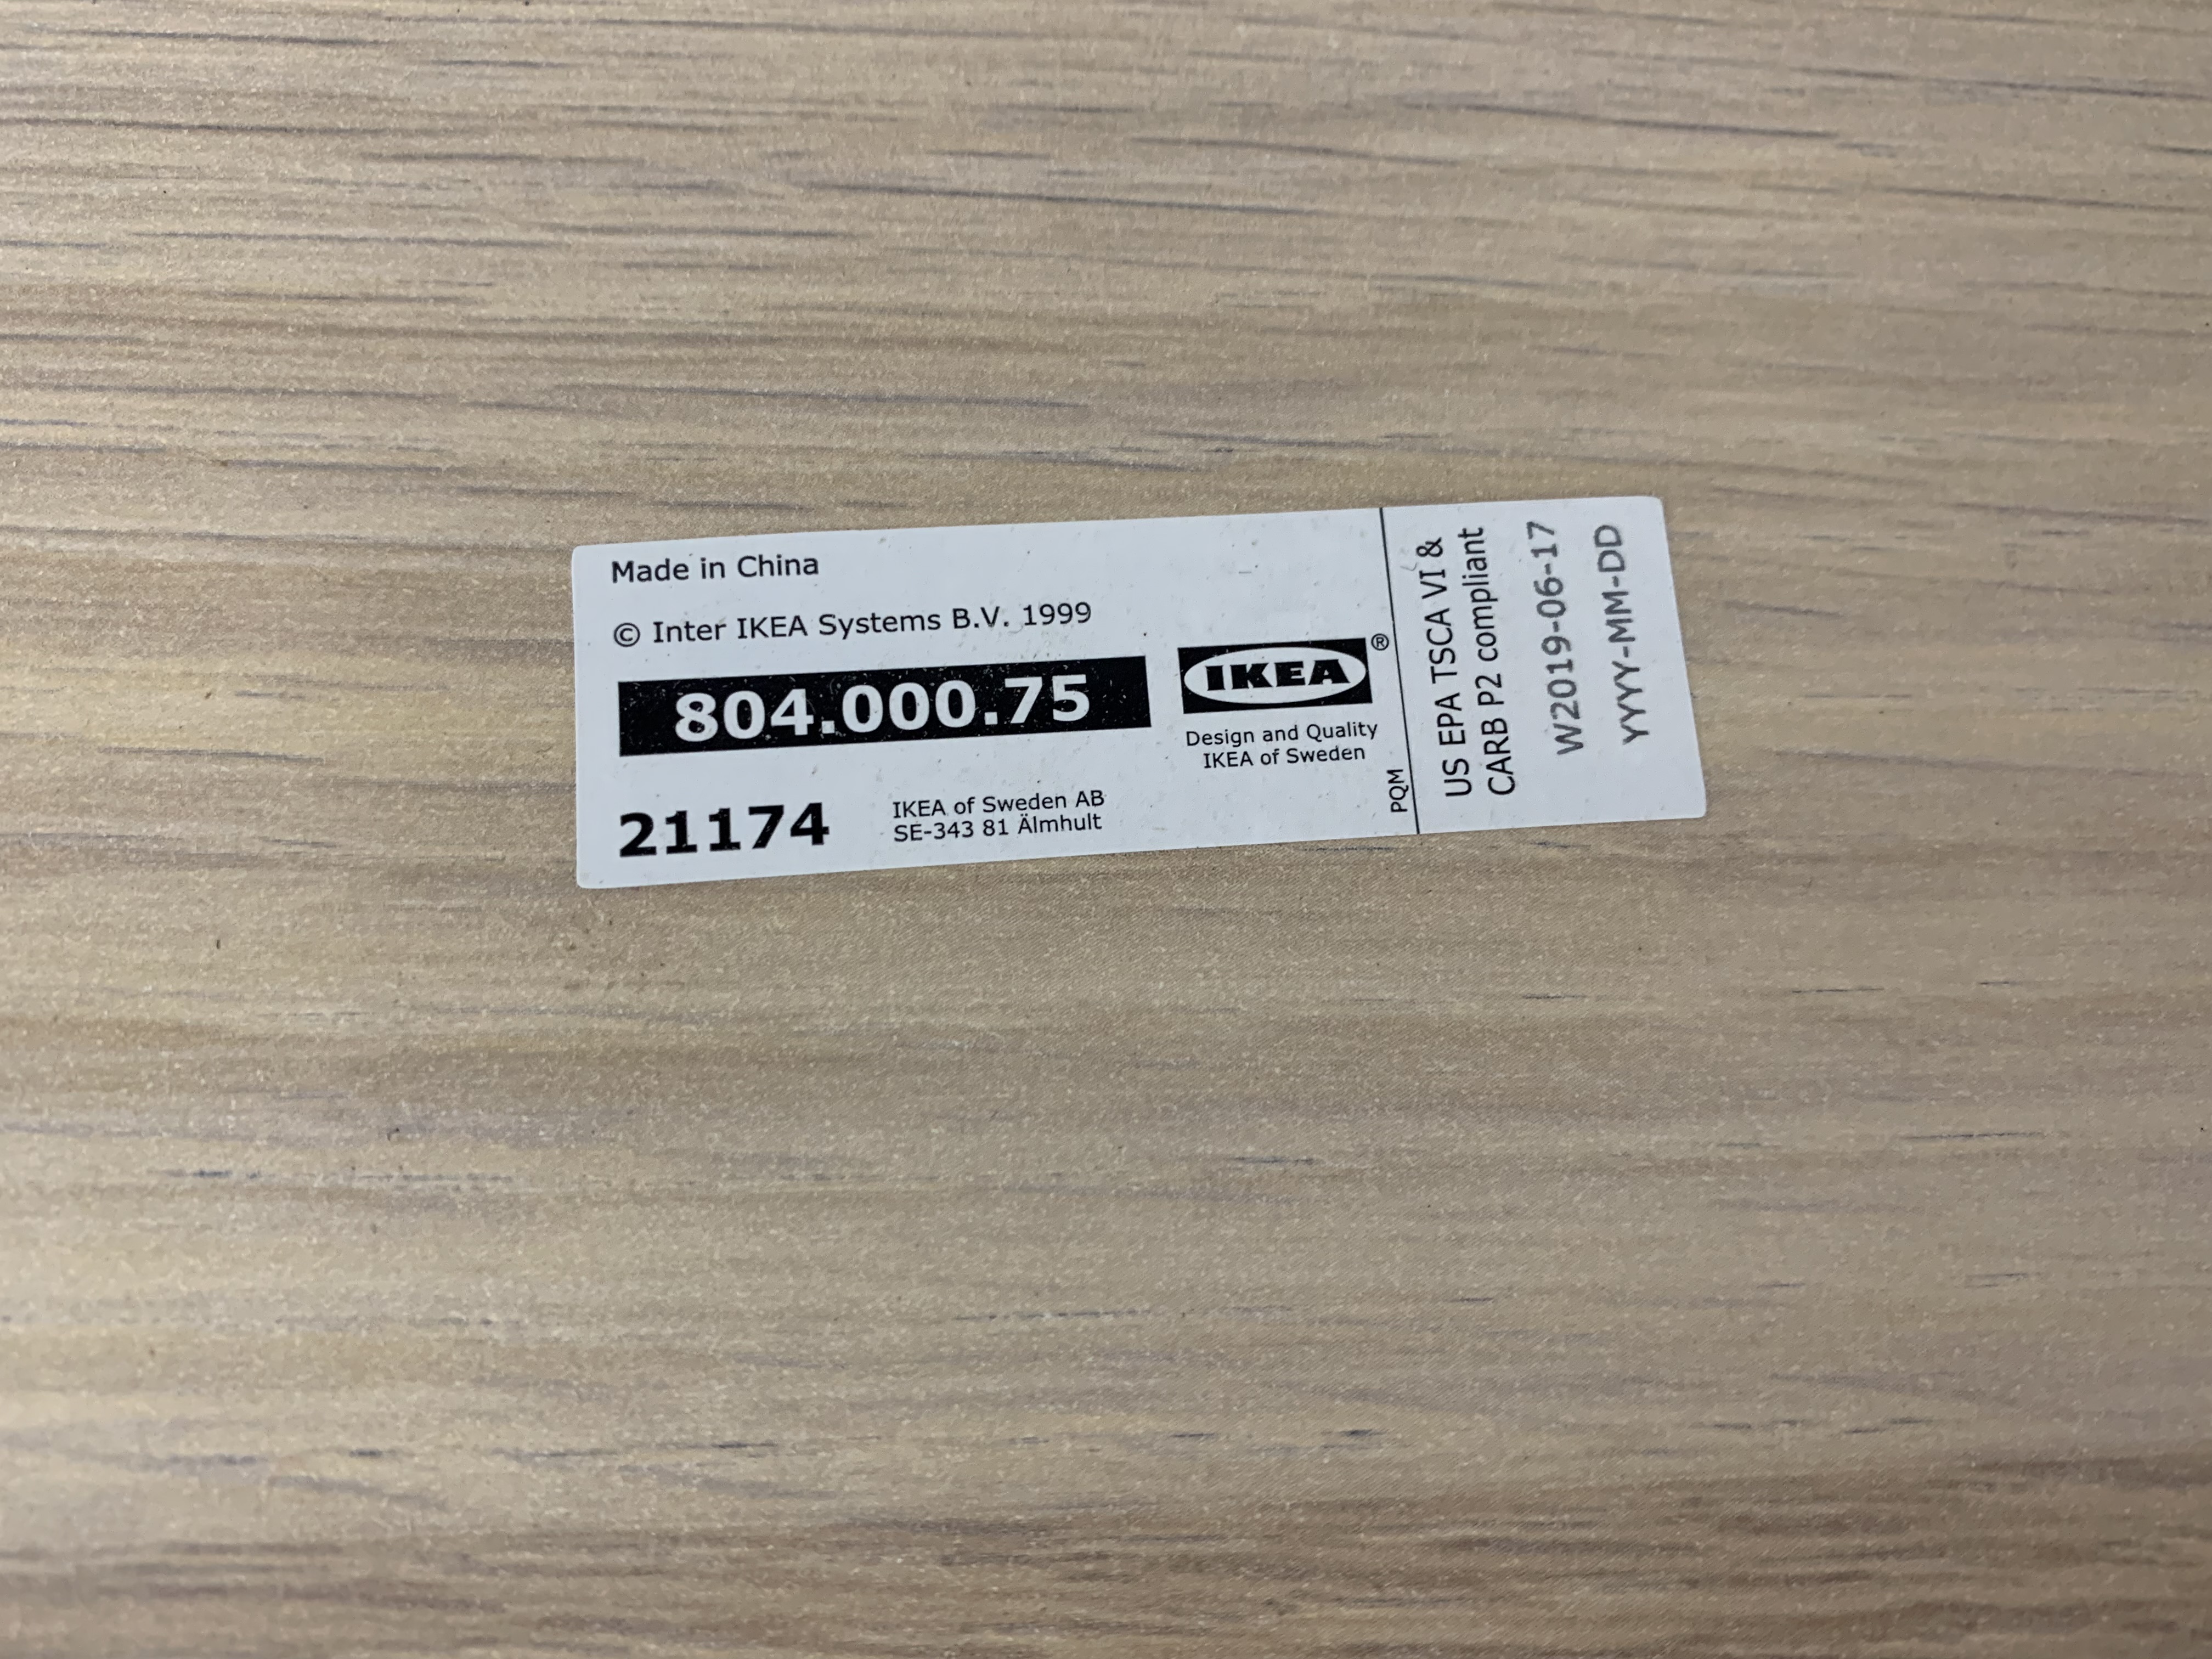 Made in China
© Inter IKEA Systems B.V. 1999
804.000.75
IKEA®
Design and Quality
IKEA of Sweden
21174
IKEA of Sweden AB
SE-343 81 Älmhult
PQM
US EPA TSCA VI &
CARB P2 compliant
W2019-06-17
YYYY-MM-DD